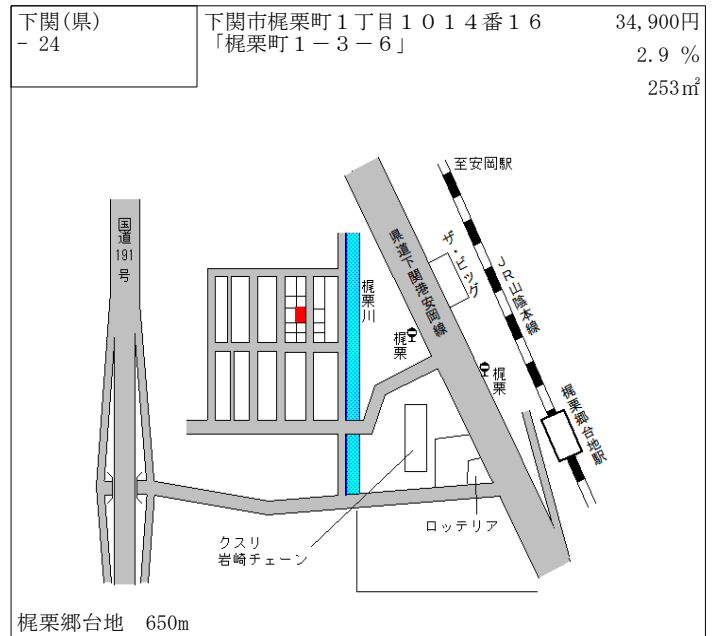 下関(県)
- 24
下関市梶栗町1丁目1014番16
「梶栗町1-3-6」
34,900円
2.9 %
253㎡
至安岡駅
国道191号
県道下関港安岡線
ザ・ビッグ
JR山陰本線
梶栗川
梶栗
梶栗
梶栗郷台地駅
ロッテリア
クスリ
岩崎チェーン
梶栗郷台地 650m